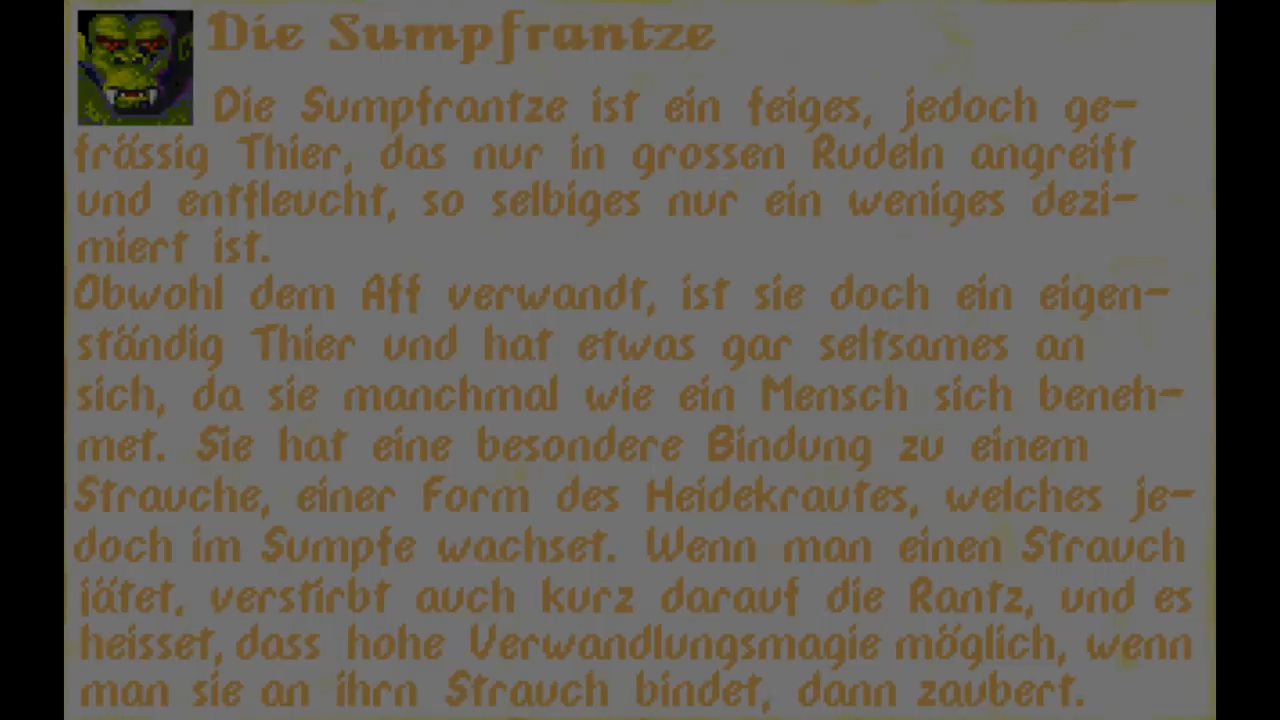 Die Sumpfrantze
Die Sumpfrantze ist ein feiges, jedoch ge-
frässig Thier, das nur in grossen Rudeln angreift
und entfleucht, so selbiges nur ein weniges dezi-
miert ist.
Obwohl dem Aff verwandt, ist sie doch ein eigen-
ständig Thier und hat etwas gar seltsames an
sich, da sie manchmal wie ein Mensch sich beneh-
met. Sie hat eine besondere Bindung zu einem
Strauche, einer Form des Heidekrautes, welches je-
doch im Sumpfe wachset. Wenn man einen Strauch
jätet, verstirbt auch kurz darauf die Rantz, und es
heisset, dass hohe Verwandlungsmagie möglich, wenn
man sie an ihrn Strauch bindet, dann zaubert.